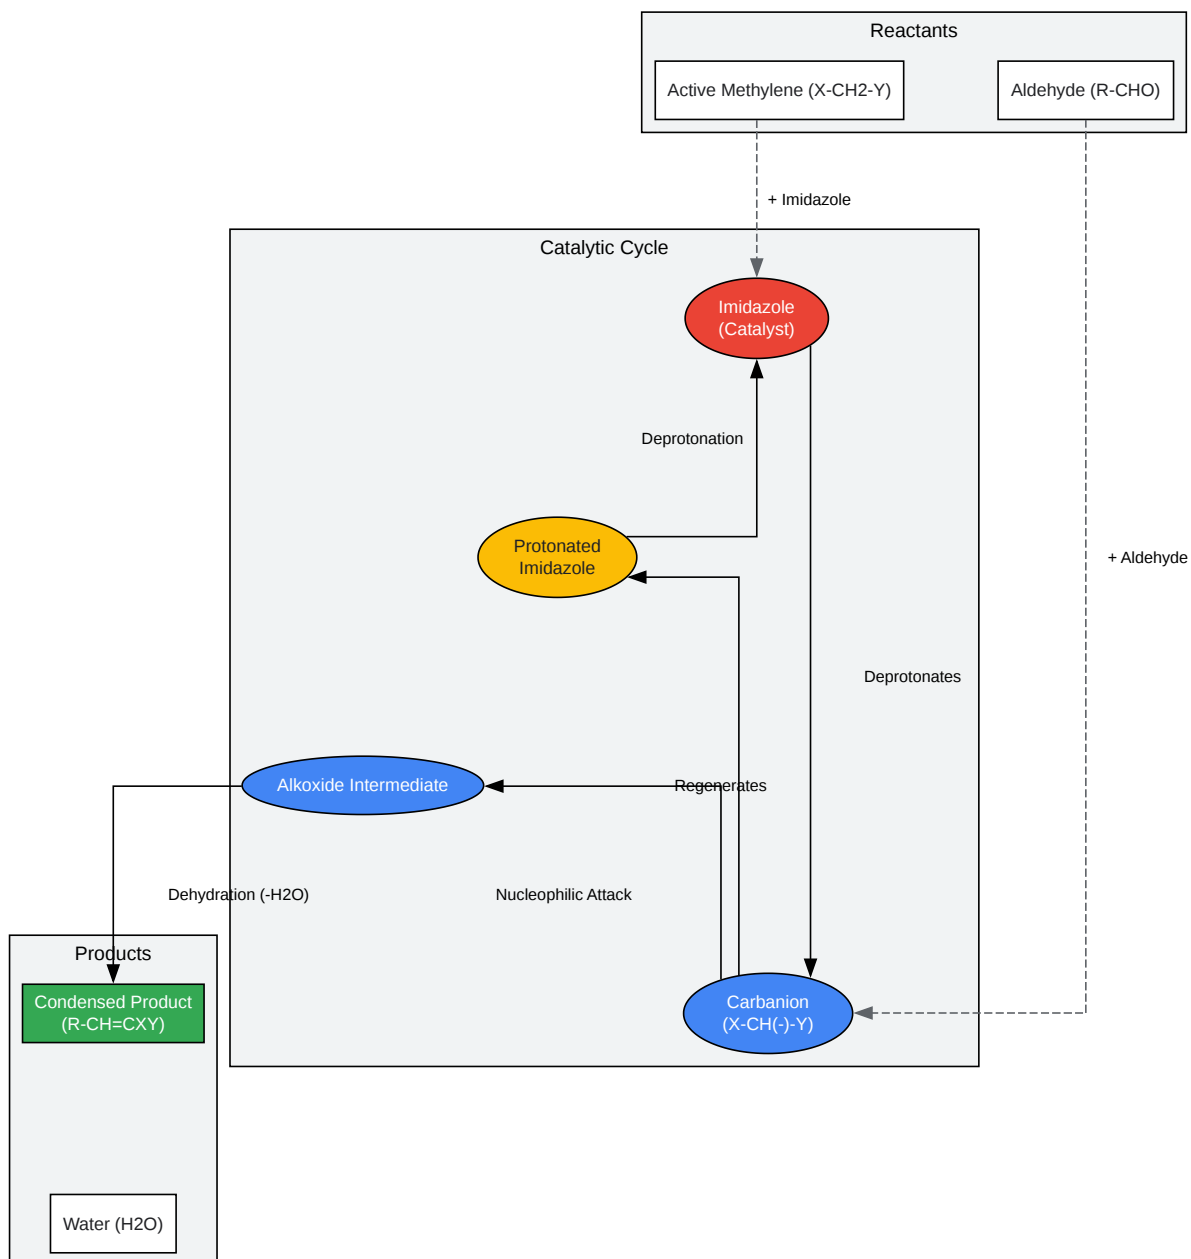 Reactants
Active Methylene (X-CH2-Y)
Aldehyde (R-CHO)
+ Imidazole
Catalytic Cycle
Imidazole
(Catalyst)
Deprotonation
Protonated
Imidazole
+ Aldehyde
Deprotonates
Alkoxide Intermediate
Regenerates
Dehydration (-H2O)
Nucleophilic Attack
Products
Condensed Product
(R-CH=CXY)
Carbanion
(X-CH(-)-Y)
Water (H2O)